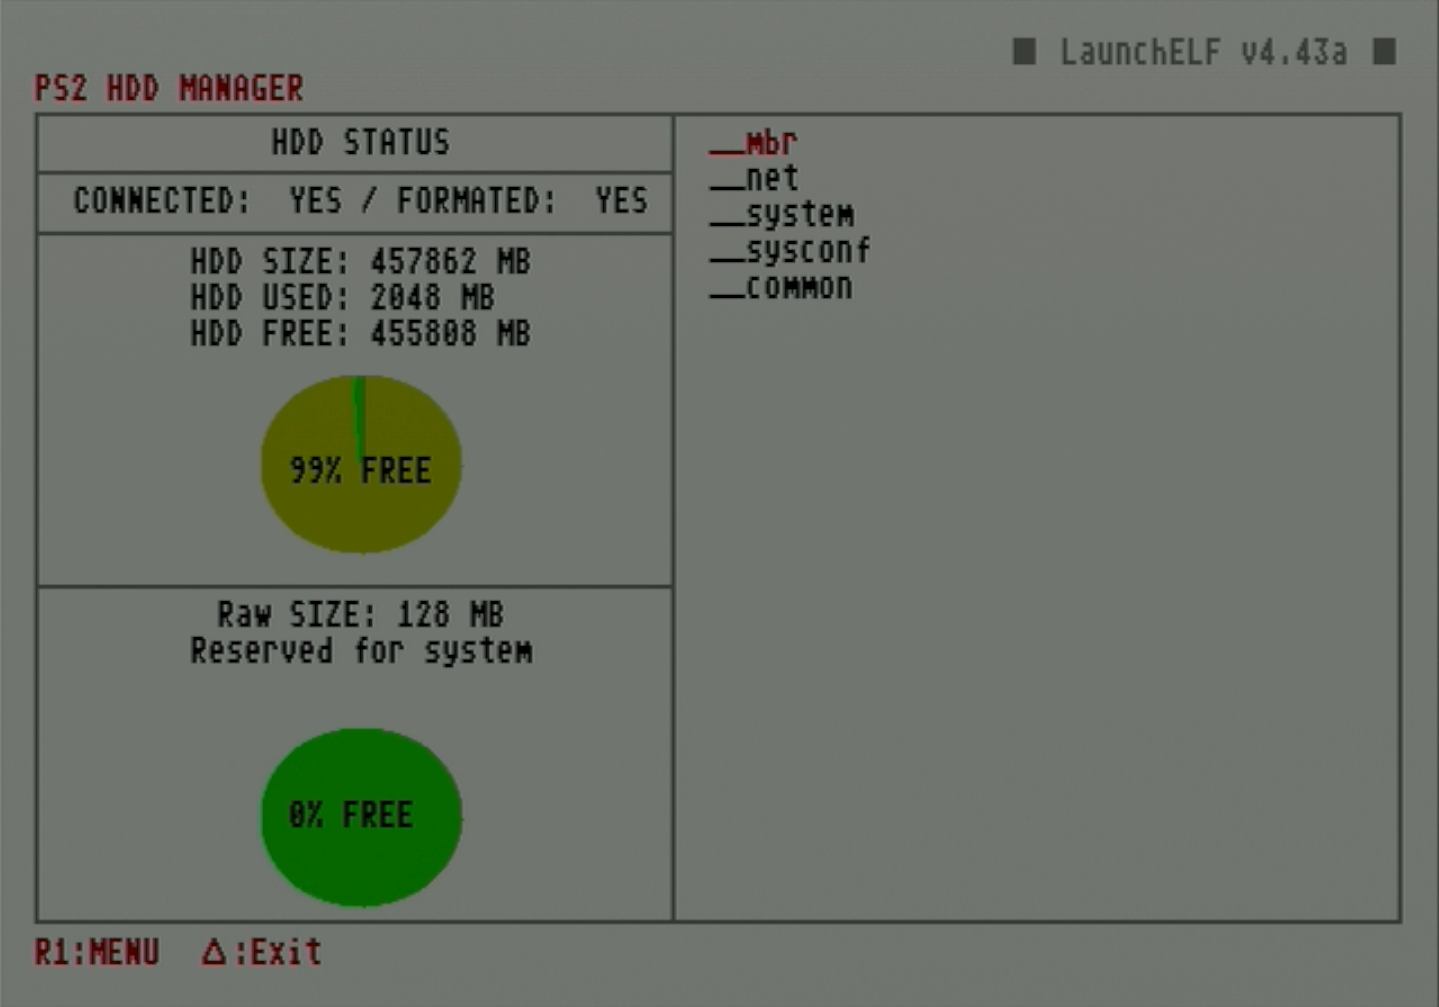 ■ LaunchELF v4.43a ■
PS2 HDD MANAGER
HDD STATUS
CONNECTED: YES / FORMATED: YES
HDD SIZE: 457862 MB
HDD USED: 2048 MB
HDD FREE: 455808 MB
99% FREE
Raw SIZE: 128 MB
Reserved for system
0% FREE
__mbr
__net
__system
__sysconf
__common
R1:MENU △:Exit